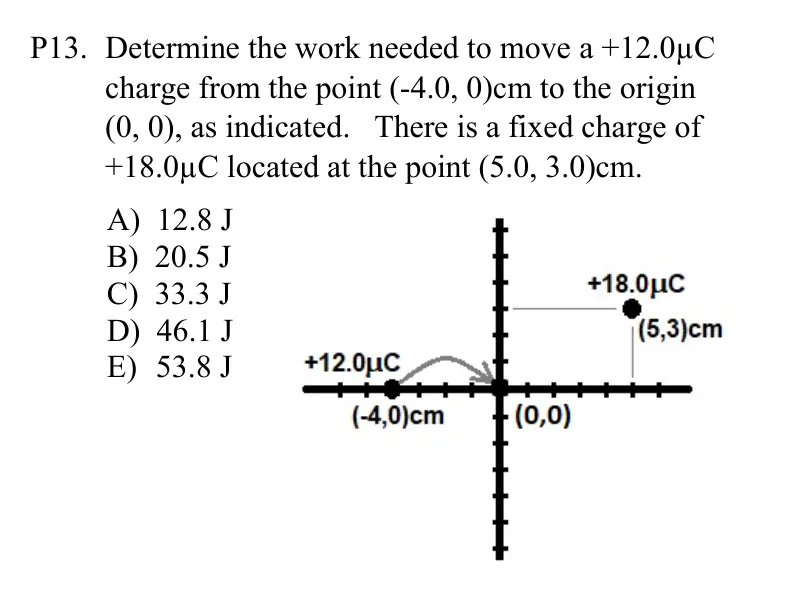 P13. Determine the work needed to move a +12.0µC
charge from the point (-4.0, 0)cm to the origin
(0, 0), as indicated. There is a fixed charge of
+18.0µC located at the point (5.0, 3.0)cm.
A) 12.8 J
B) 20.5 J
C) 33.3 J
D) 46.1 J
E) 53.8 J
+18.0µC
(5,3)cm
+12.0µC
(-4,0)cm
(0,0)